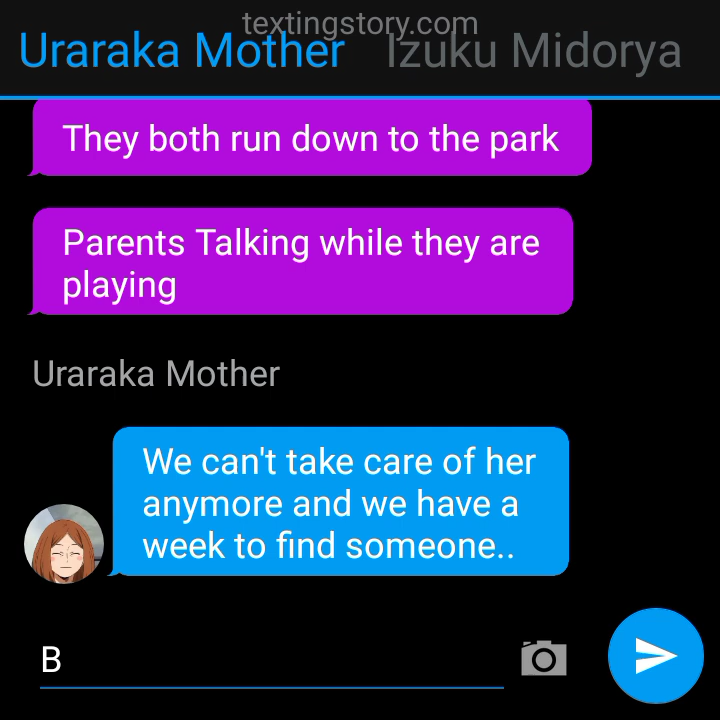 textingstory.com
Uraraka Mother Izuku Midorya
They both run down to the park
Parents Talking while they are
playing
Uraraka Mother
We can't take care of her
anymore and we have a
week to find someone..
B